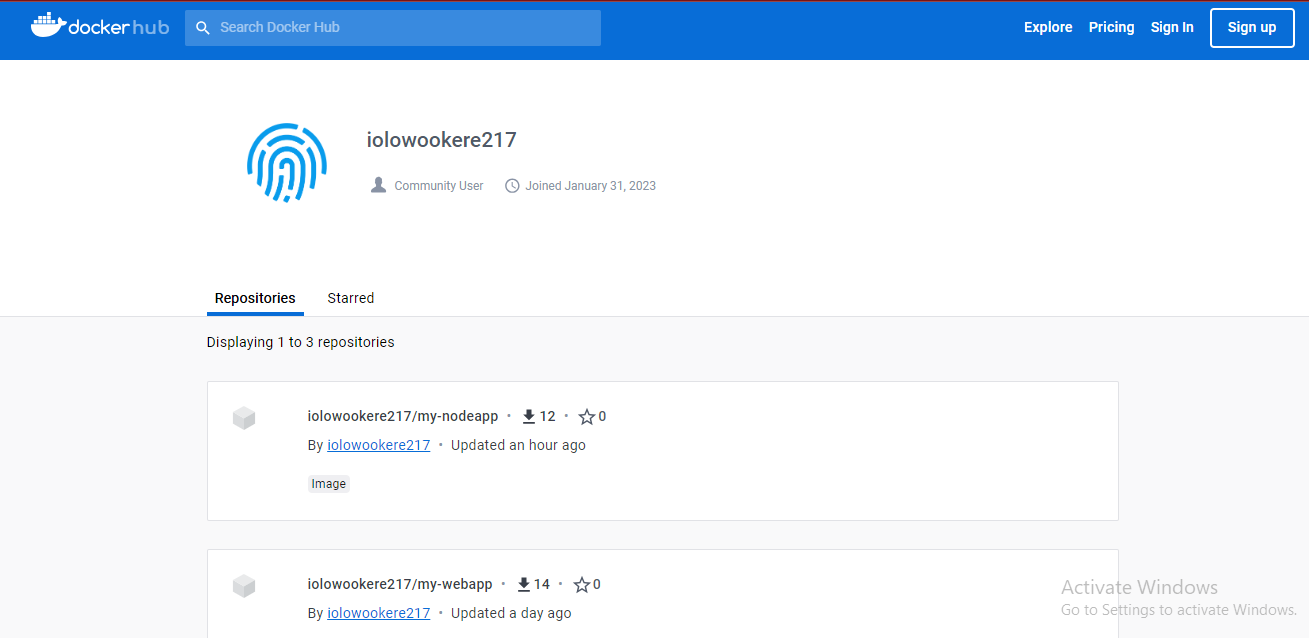 docker hub Search Docker Hub Explore Pricing Sign In Sign up
iolowookere217
Community User Joined January 31, 2023
Repositories Starred
Displaying 1 to 3 repositories
iolowookere217/my-nodeapp • 12 • 0
By iolowookere217 • Updated an hour ago
Image
iolowookere217/my-webapp • 14 • 0
By iolowookere217 • Updated a day ago
Activate Windows
Go to Settings to activate Windows.